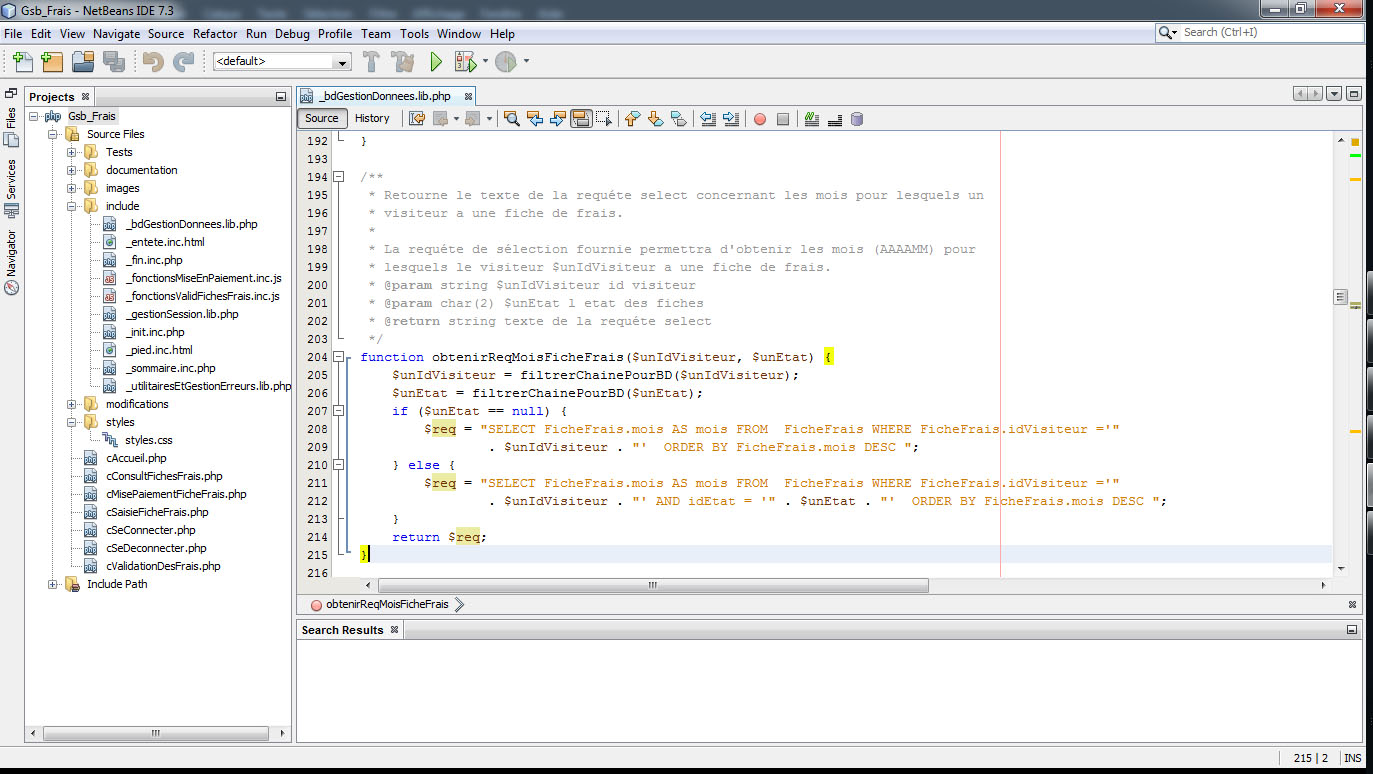 Gsb_Frais - NetBeans IDE 7.3
File Edit View Navigate Source Refactor Run Debug Profile Team Tools Window Help
Search (Ctrl+I)
<default>
Files
Services
Navigator
Projects
Gsb_Frais
Source Files
Tests
documentation
images
include
_bdGestionDonnees.lib.php
_entete.inc.html
_fin.inc.php
_fonctionsMiseEnPaiement.inc.js
_fonctionsValidFichesFrais.inc.js
_gestionSession.lib.php
_init.inc.php
_pied.inc.html
_sommaire.inc.php
_utilitairesEtGestionErreurs.lib.php
modifications
styles
styles.css
cAccueil.php
cConsultFichesFrais.php
cMisePaiementFicheFrais.php
cSaisieFicheFrais.php
cSeConnecter.php
cSeDeconnecter.php
cValidationDesFrais.php
Include Path
_bdGestionDonnees.lib.php
Source History
192 }
193
194 /**
195 * Retourne le texte de la requéte select concernant les mois pour lesquels un
196 * visiteur a une fiche de frais.
197 *
198 * La requéte de sélection fournie permettra d'obtenir les mois (AAAAMM) pour
199 * lesquels le visiteur $unIdVisiteur a une fiche de frais.
200 * @param string $unIdVisiteur id visiteur
201 * @param char(2) $unEtat l etat des fiches
202 * @return string texte de la requéte select
203 */
204 function obtenirReqMoisFicheFrais($unIdVisiteur, $unEtat) {
205 $unIdVisiteur = filtrerChainePourBD($unIdVisiteur);
206 $unEtat = filtrerChainePourBD($unEtat);
207 if ($unEtat == null) {
208 $req = "SELECT FicheFrais.mois AS mois FROM  FicheFrais WHERE FicheFrais.idVisiteur ='"
209 . $unIdVisiteur . "'  ORDER BY FicheFrais.mois DESC ";
210 } else {
211 $req = "SELECT FicheFrais.mois AS mois FROM  FicheFrais WHERE FicheFrais.idVisiteur ='"
212 . $unIdVisiteur . "' AND idEtat = '" . $unEtat . "'  ORDER BY FicheFrais.mois DESC ";
213 }
214 return $req;
215 }
216
obtenirReqMoisFicheFrais
Search Results
215 | 2 INS